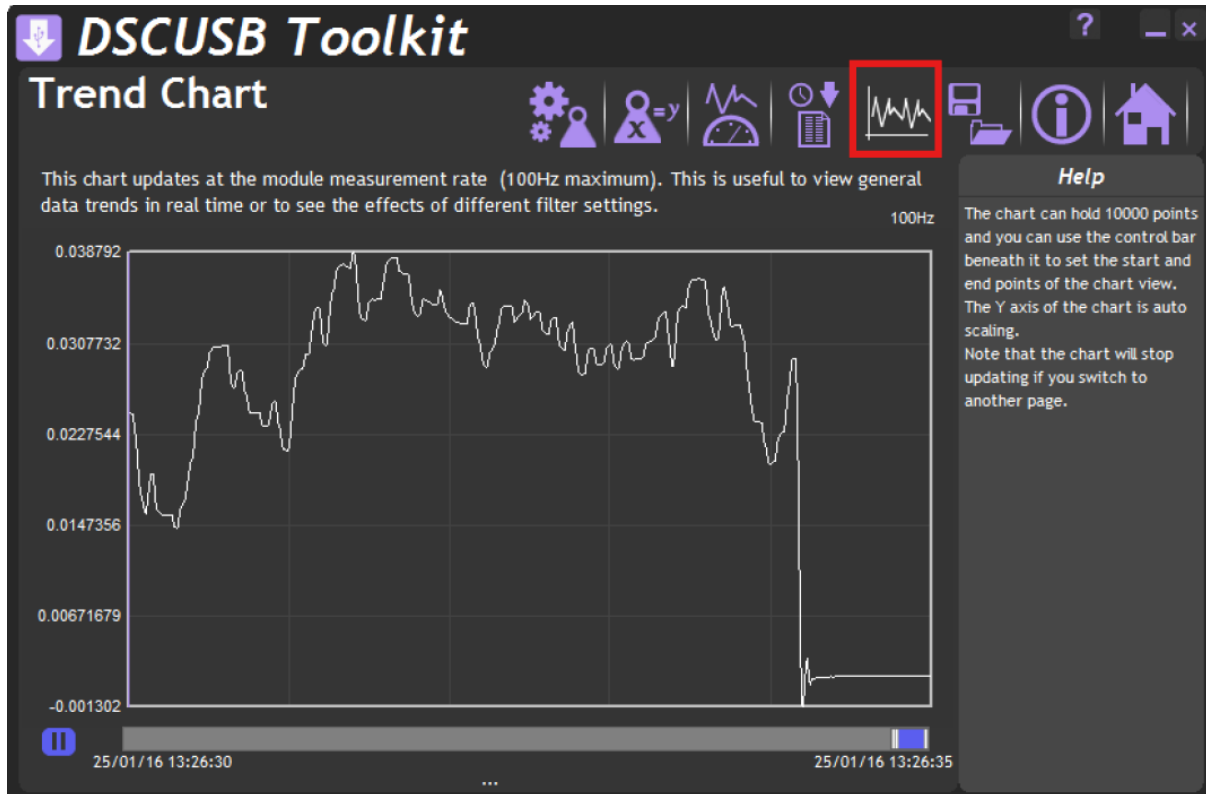 DSCUSB Toolkit
?
Trend Chart
x
=y
This chart updates at the module measurement rate (100Hz maximum). This is useful to view general
data trends in real time or to see the effects of different filter settings.
100Hz
0.038792
0.0307732
0.0227544
0.0147356
0.00671679
-0.001302
25/01/16 13:26:30
25/01/16 13:26:35
...
Help
The chart can hold 10000 points
and you can use the control bar
beneath it to set the start and
end points of the chart view.
The Y axis of the chart is auto
scaling.
Note that the chart will stop
updating if you switch to
another page.